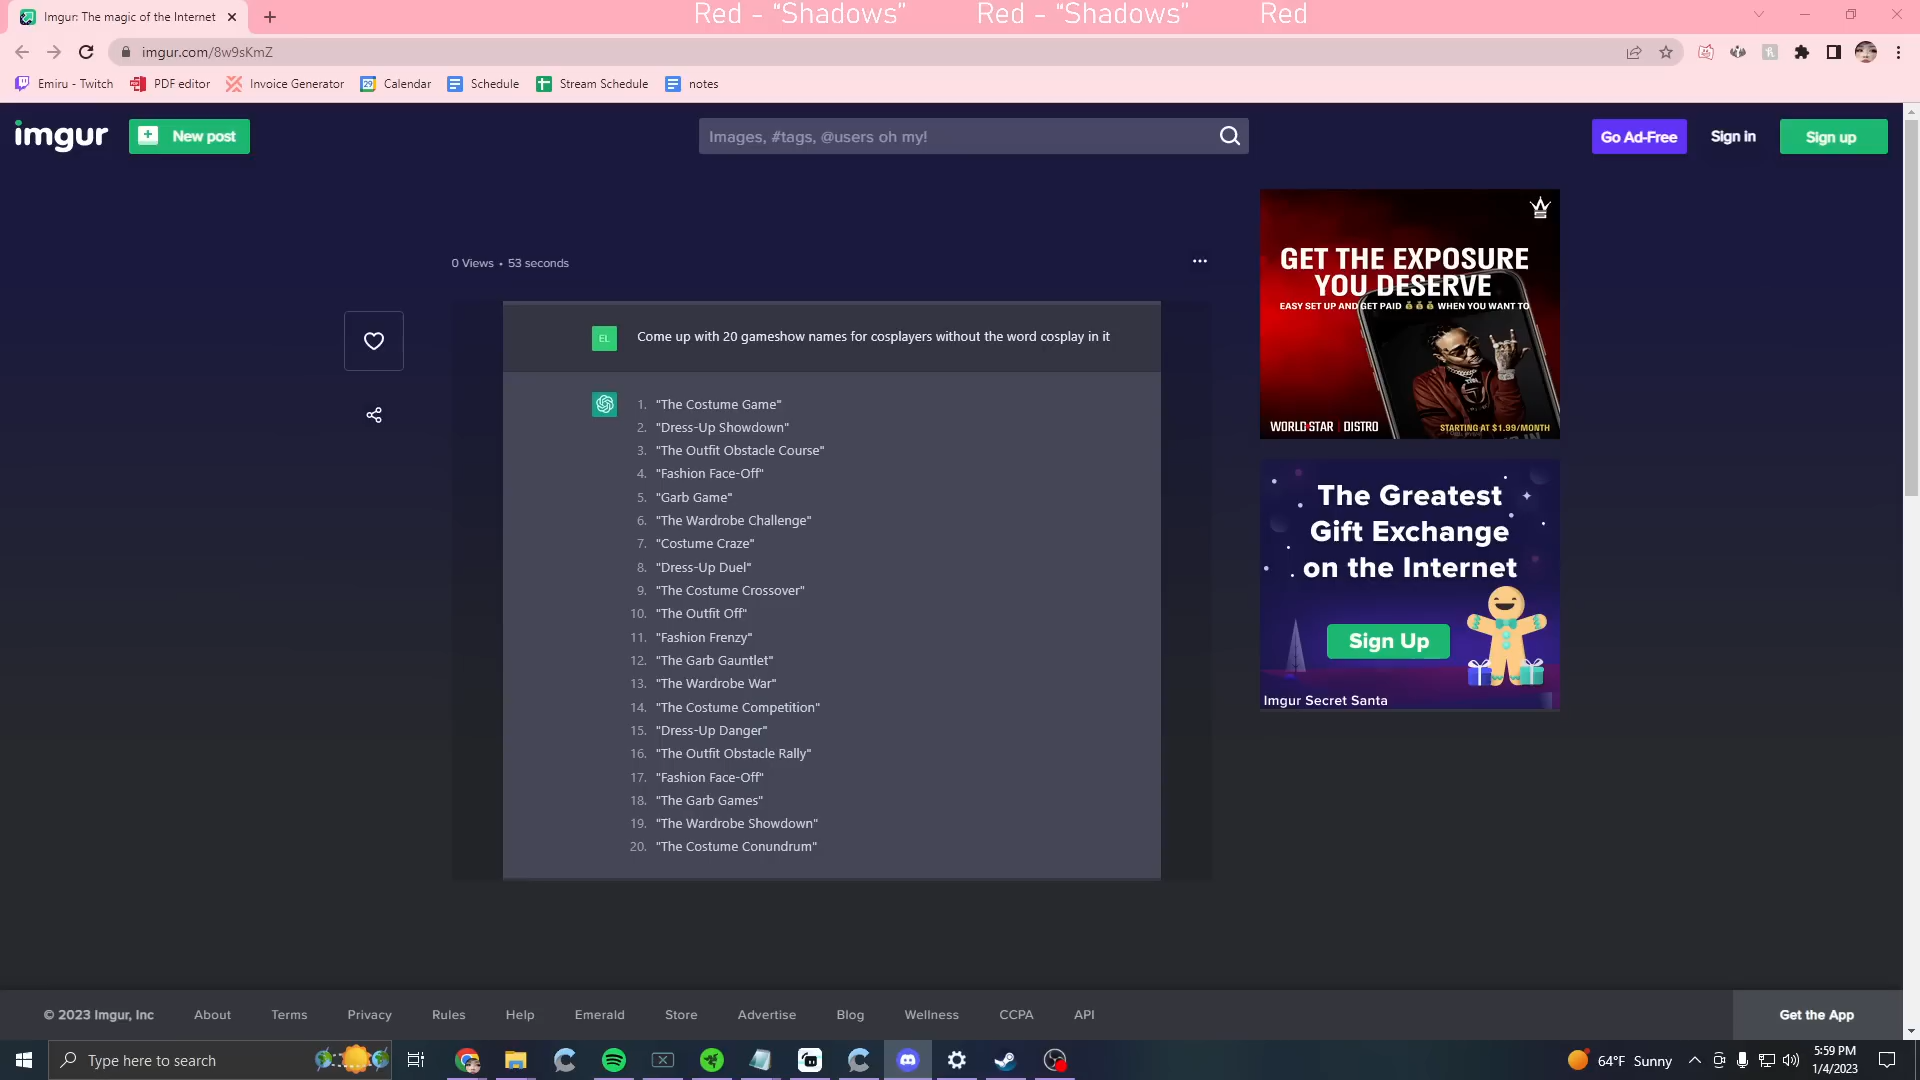 Imgur: The magic of the Internet
Red - “Shadows” Red - “Shadows” Red
imgur.com/8w9sKmZ
Emiru - Twitch PDF editor Invoice Generator Calendar Schedule Stream Schedule notes
imgur New post Images, #tags, @users oh my! Go Ad-Free Sign in Sign up
0 Views • 53 seconds
EL Come up with 20 gameshow names for cosplayers without the word cosplay in it
1. "The Costume Game"
2. "Dress-Up Showdown"
3. "The Outfit Obstacle Course"
4. "Fashion Face-Off"
5. "Garb Game"
6. "The Wardrobe Challenge"
7. "Costume Craze"
8. "Dress-Up Duel"
9. "The Costume Crossover"
10. "The Outfit Off"
11. "Fashion Frenzy"
12. "The Garb Gauntlet"
13. "The Wardrobe War"
14. "The Costume Competition"
15. "Dress-Up Danger"
16. "The Outfit Obstacle Rally"
17. "Fashion Face-Off"
18. "The Garb Games"
19. "The Wardrobe Showdown"
20. "The Costume Conundrum"
GET THE EXPOSURE
YOU DESERVE
EASY SET UP AND GET PAID WHEN YOU WANT TO
WORLDSTAR | DISTRO STARTING AT $1.99/MONTH
The Greatest
Gift Exchange
on the Internet
Sign Up
Imgur Secret Santa
© 2023 Imgur, Inc About Terms Privacy Rules Help Emerald Store Advertise Blog Wellness CCPA API Get the App
Type here to search
64°F Sunny
5:59 PM
1/4/2023